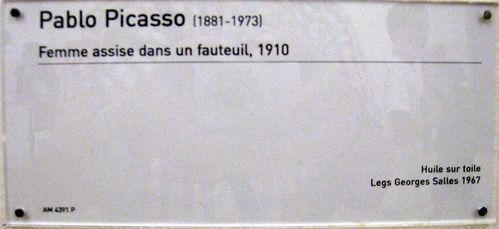 Pablo Picasso (1881-1973)
Femme assise dans un fauteuil, 1910
Huile sur toile
Legs Georges Salles 1967
AM 4391 P